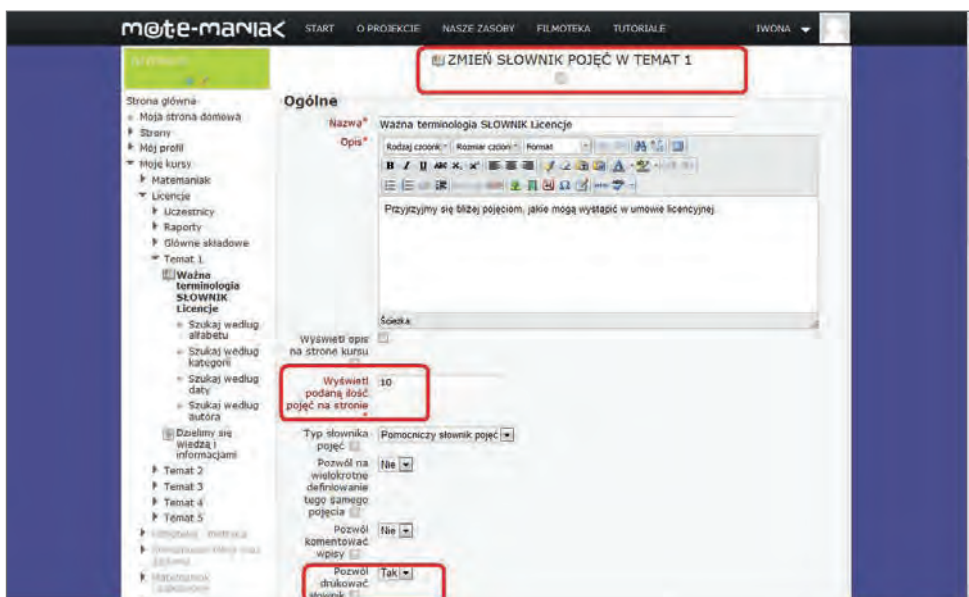 m@te-mania<
START O PROJEKCIE NASZE ZASOBY FILMOTEKA TUTORIALE IWONA
ZMIEŃ SŁOWNIK POJĘĆ W TEMAT 1
Strona główna
Moja strona domowa
Strony
Mój profil
Moje kursy
Matemaniak
Licencje
Uczestnicy
Raporty
Główne składowe
Temat 1
Ważna
terminologia
SŁOWNIK
Licencje
Szukaj według
alfabetu
Szukaj według
kategorii
Szukaj według
daty
Szukaj według
autora
Dzielimy się
wiedzą i
informacjami
Temat 2
Temat 3
Temat 4
Temat 5
Ogólne
Nazwa* Ważna terminologia SŁOWNIK Licencje
Opis*
Rodzaj czcionk Rozmiar czcion Format
B I U ABC
Przyjrzyjmy się bliżej pojęciom, jakie mogą wystąpić w umowie licencyjnej.
Ścieżka:
Wyświetl opis
na stronie kursu
Wyświetl 10
podaną ilość
pojęć na stronie
*
Typ słownika Pomocniczy słownik pojęć
pojęć
Pozwól na Nie
wielokrotne
definiowanie
tego samego
pojęcia
Pozwól Nie
komentować
wpisy
Pozwól Tak
drukować
słownik